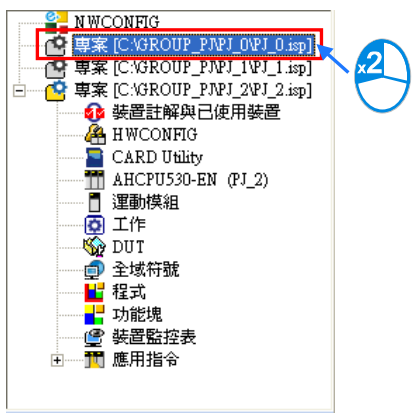 NWCONFIG
專案 [C:\GROUP_PJ\PJ_0\PJ_0.isp]
專案 [C:\GROUP_PJ\PJ_1\PJ_1.isp]
專案 [C:\GROUP_PJ\PJ_2\PJ_2.isp]
裝置註解與已使用裝置
HWCONFIG
CARD Utility
AHCPU530-EN (PJ_2)
運動模組
工作
DUT
全域符號
程式
功能塊
裝置監控表
應用指令
x2